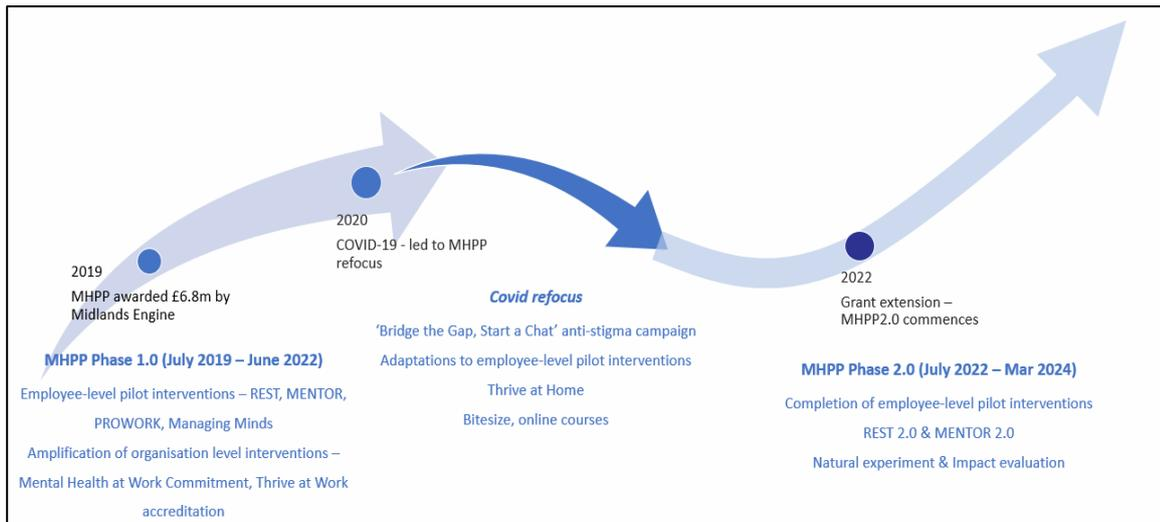 2019
MHPP awarded £6.8m by
Midlands Engine
MHPP Phase 1.0 (July 2019 – June 2022)
Employee-level pilot interventions – REST, MENTOR,
PROWORK, Managing Minds
Amplification of organisation level interventions –
Mental Health at Work Commitment, Thrive at Work
accreditation
2020
COVID-19 - led to MHPP
refocus
Covid refocus
‘Bridge the Gap, Start a Chat’ anti-stigma campaign
Adaptations to employee-level pilot interventions
Thrive at Home
Bitesize, online courses
2022
Grant extension –
MHPP2.0 commences
MHPP Phase 2.0 (July 2022 – Mar 2024)
Completion of employee-level pilot interventions
REST 2.0 & MENTOR 2.0
Natural experiment & Impact evaluation